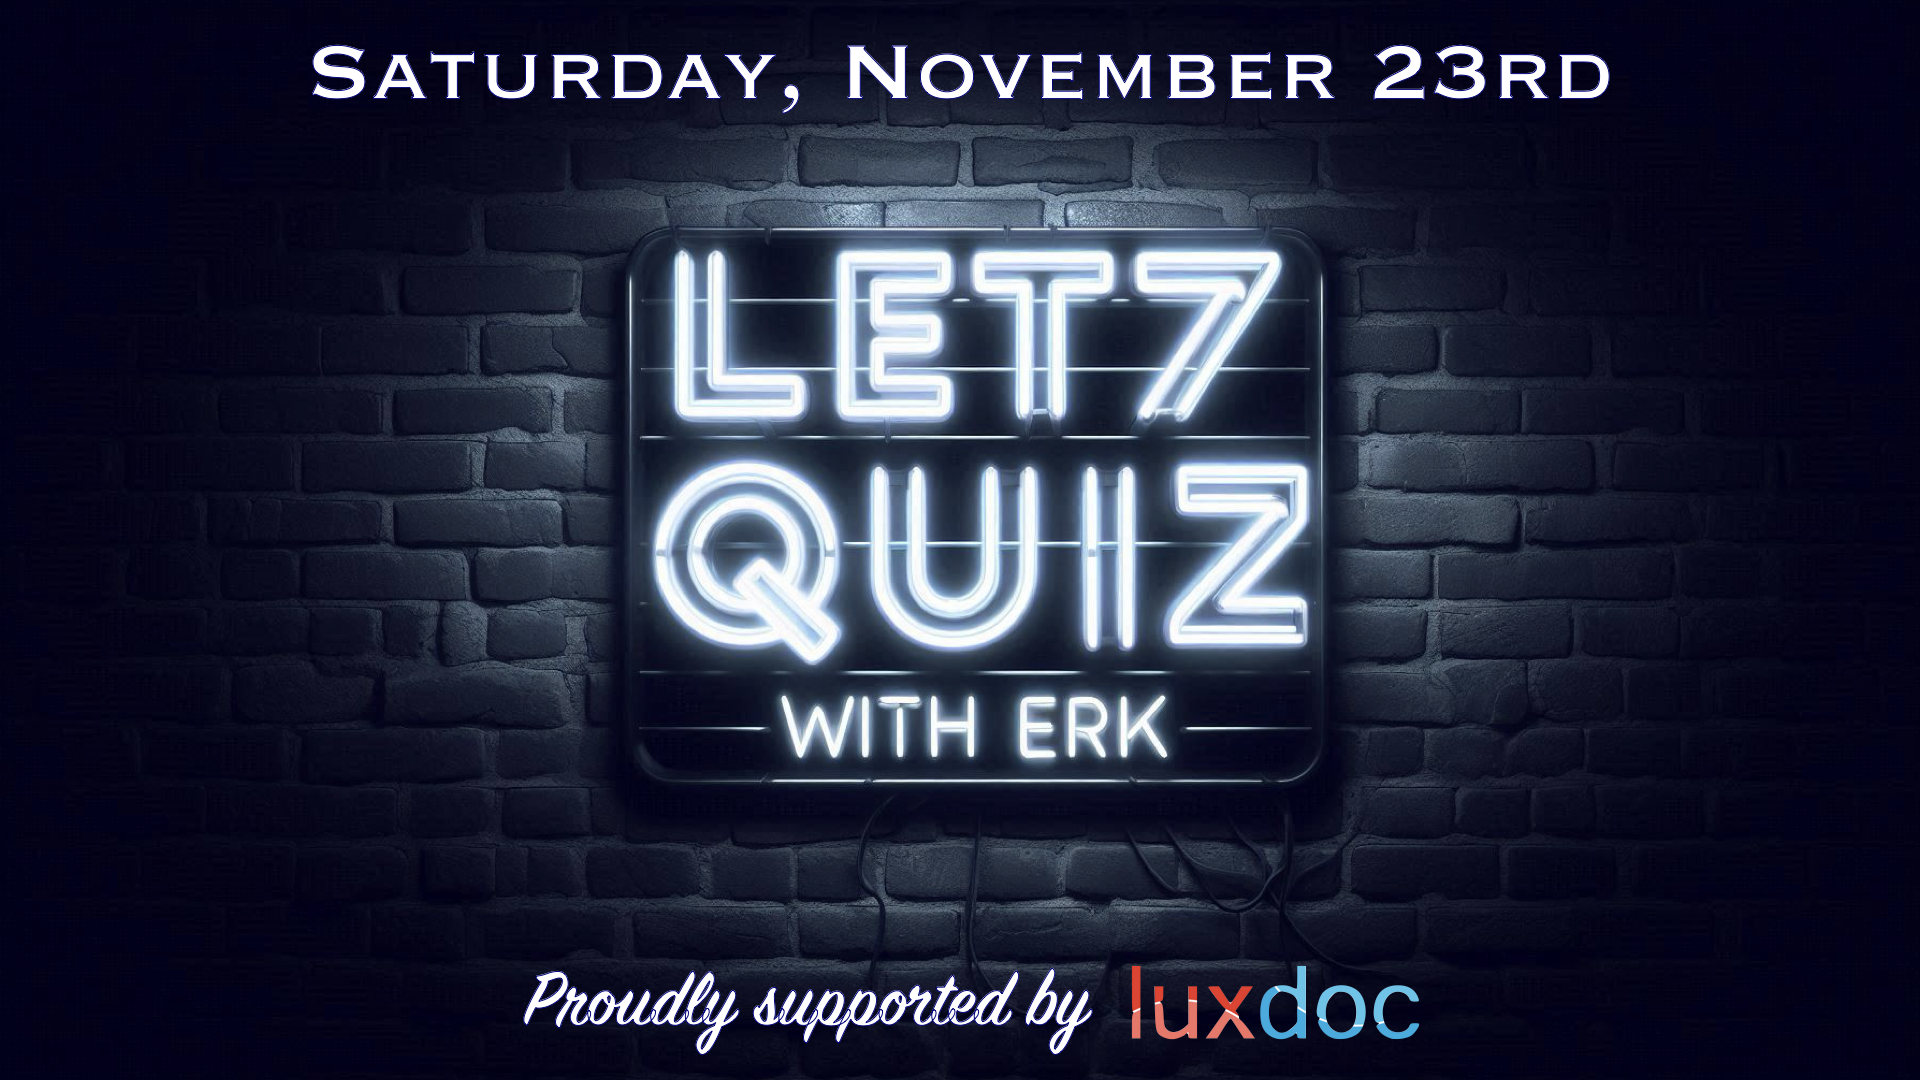 Saturday, November 23rd
LET7
QUIZ
WITH ERK
Proudly supported by luxdoc